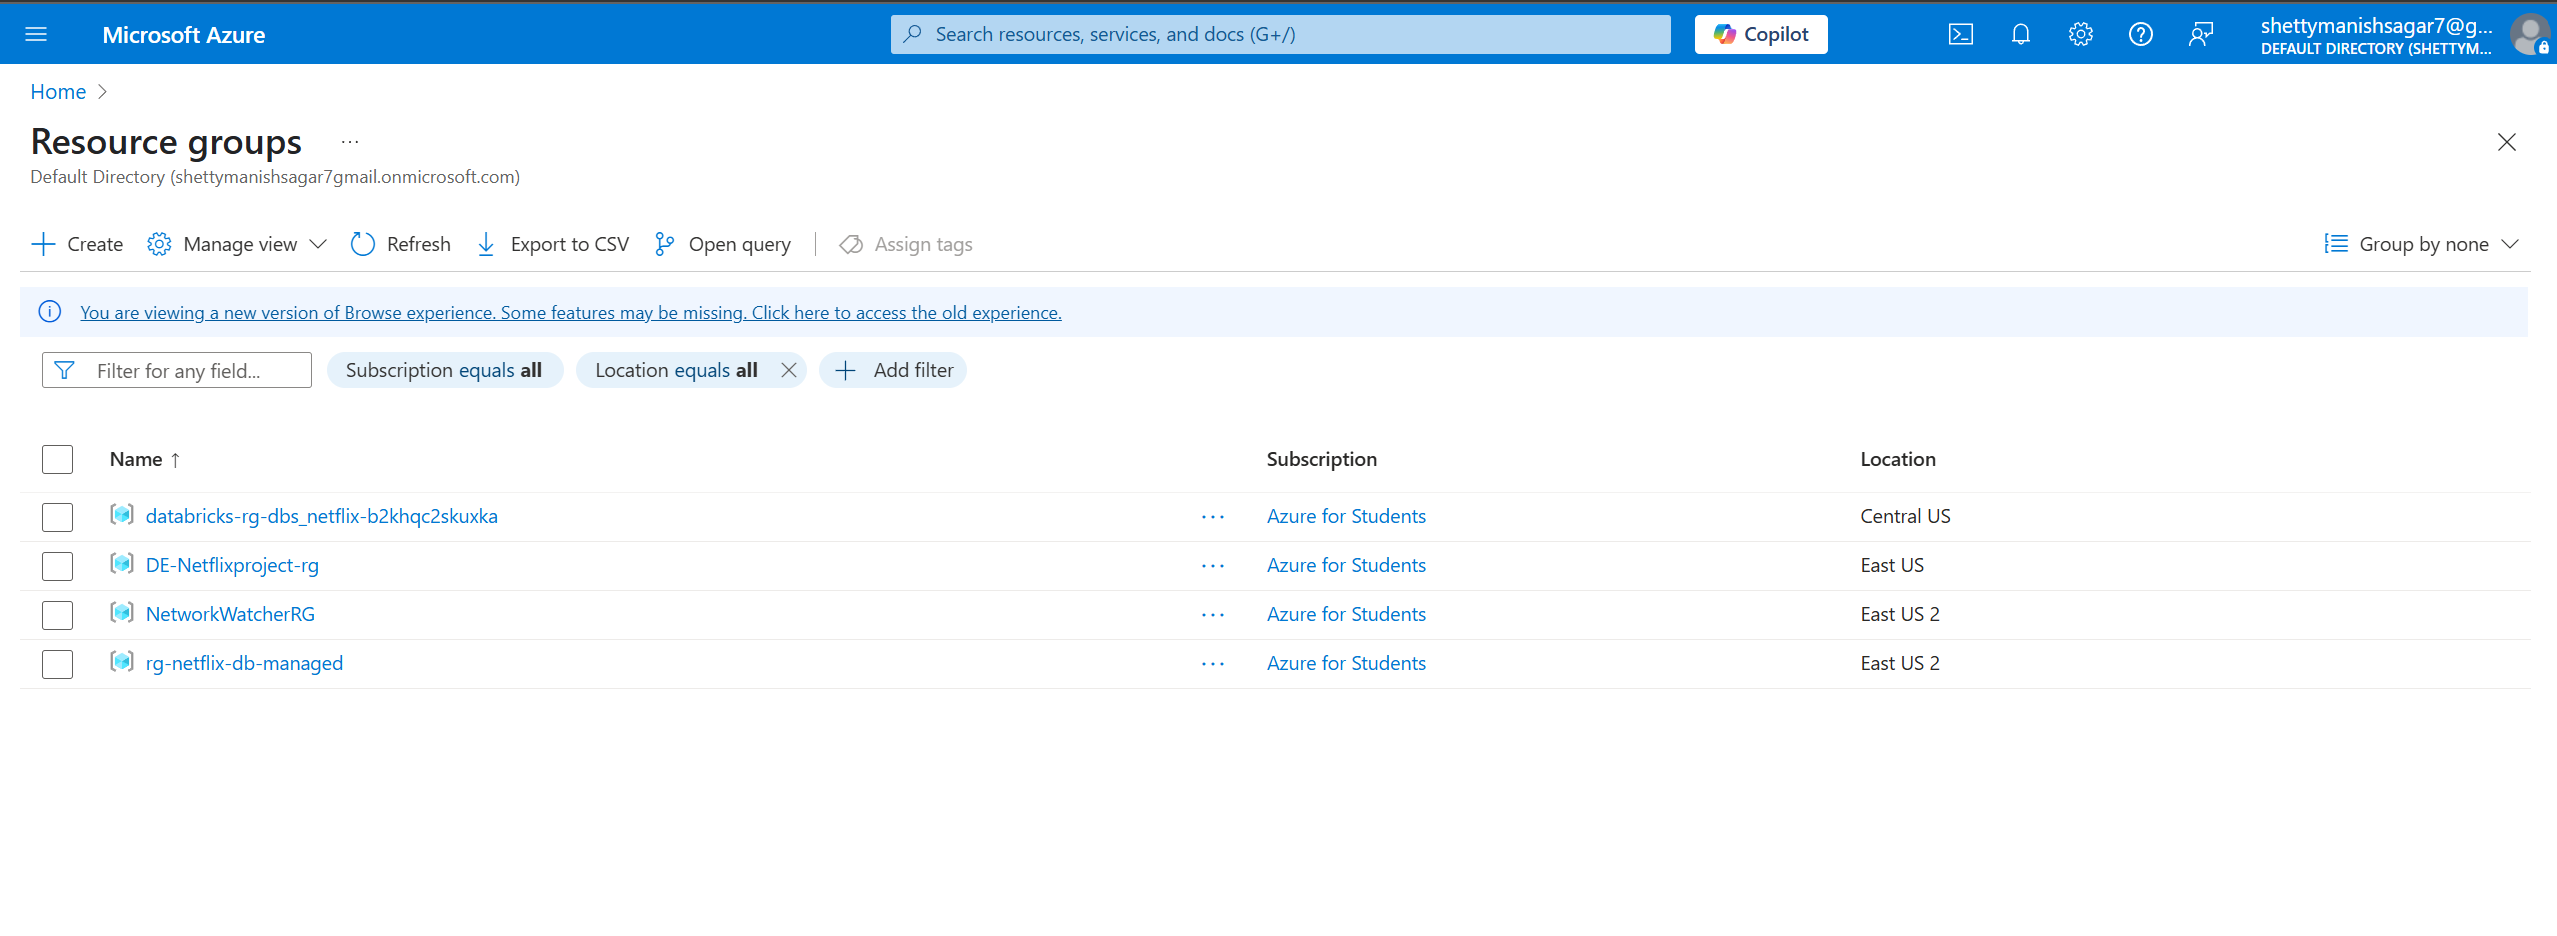 Microsoft Azure
Search resources, services, and docs (G+/)
Copilot
shettymanishsagar7@g...
DEFAULT DIRECTORY (SHETTYM...
Home
Resource groups ...
Default Directory (shettymanishsagar7gmail.onmicrosoft.com)
Create Manage view Refresh Export to CSV Open query Assign tags Group by none
You are viewing a new version of Browse experience. Some features may be missing. Click here to access the old experience.
Filter for any field... Subscription equals all Location equals all Add filter
Name ↑ Subscription Location
databricks-rg-dbs_netflix-b2khqc2skuxka ... Azure for Students Central US
DE-Netflixproject-rg ... Azure for Students East US
NetworkWatcherRG ... Azure for Students East US 2
rg-netflix-db-managed ... Azure for Students East US 2